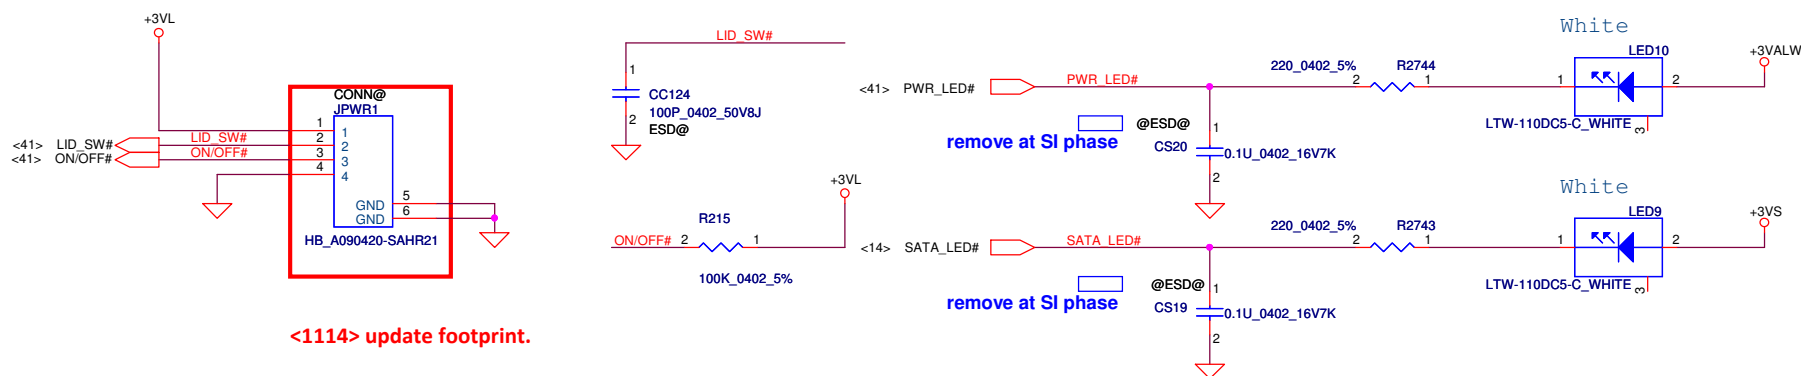 +3VL
CONN@
JPWR1
1 1
<41> LID_SW# LID_SW# 2 2
<41> ON/OFF# ON/OFF# 3 3
4 4
GND 5
GND 6
HB_A090420-SAHR21
<1114> update footprint.
LID_SW#
1
CC124
100P_0402_50V8J
2 ESD@
+3VL
R215
ON/OFF# 2 1
100K_0402_5%
White
LED10
+3VALW
220_0402_5% R2744
<41> PWR_LED# PWR_LED# 2 1 1 2
LTW-110DC5-C_WHITE 3
@ESD@ 1
remove at SI phase
CS20 0.1U_0402_16V7K
2
White
LED9
+3VS
220_0402_5% R2743
<14> SATA_LED# SATA_LED# 2 1 1 2
LTW-110DC5-C_WHITE 3
@ESD@ 1
remove at SI phase
CS19 0.1U_0402_16V7K
2